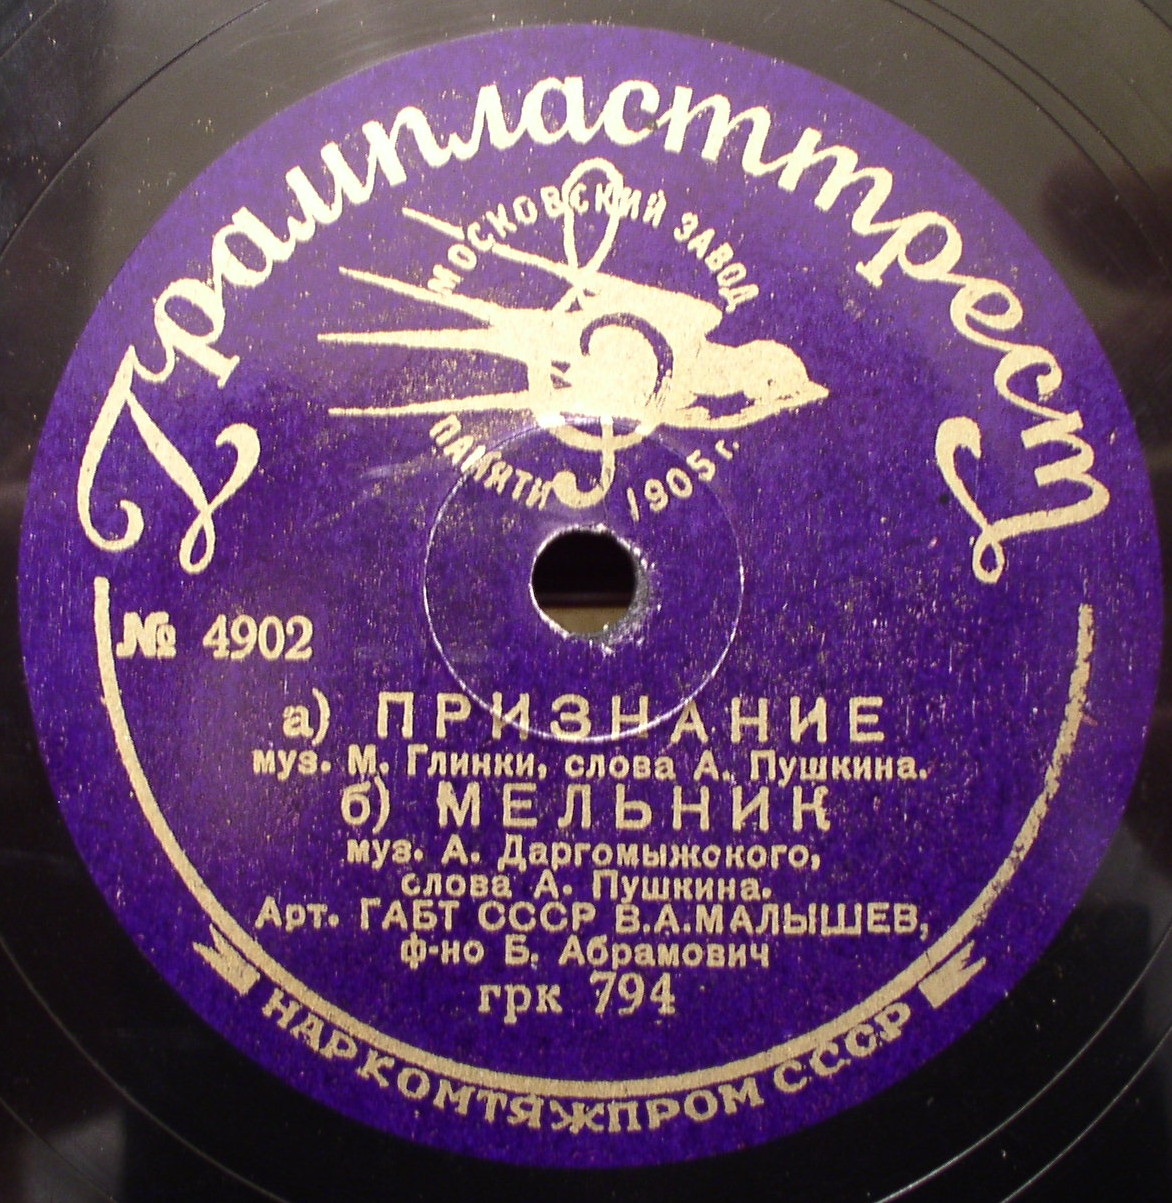 Грампласттрест
МОСКОВСКИЙ ЗАВОД
ПАМЯТИ 1905 г.
№ 4902
а) ПРИЗНАНИЕ
муз. М. Глинки, слова А. Пушкина.
б) МЕЛЬНИК
муз. А. Даргомыжского,
слова А. Пушкина.
Арт. ГАБТ СССР В.А.МАЛЫШЕВ,
ф-но Б. Абрамович
грк 794
НАРКОМТЯЖПРОМ СССР